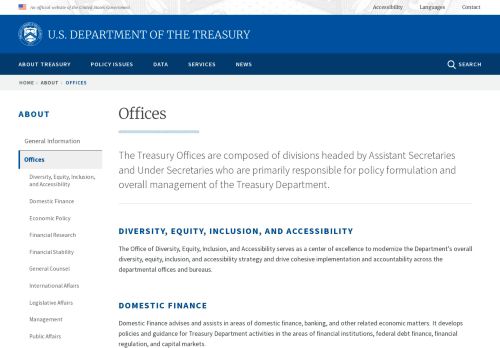 An official website of the United States Government
Accessibility
Languages
Contact
U.S. DEPARTMENT OF THE TREASURY
ABOUT TREASURY
POLICY ISSUES
DATA
SERVICES
NEWS
SEARCH
HOME › ABOUT › OFFICES
ABOUT
General Information
Offices
Diversity, Equity, Inclusion,
and Accessibility
Domestic Finance
Economic Policy
Financial Research
Financial Stability
General Counsel
International Affairs
Legislative Affairs
Management
Public Affairs
Offices
The Treasury Offices are composed of divisions headed by Assistant Secretaries
and Under Secretaries who are primarily responsible for policy formulation and
overall management of the Treasury Department.
DIVERSITY, EQUITY, INCLUSION, AND ACCESSIBILITY
The Office of Diversity, Equity, Inclusion, and Accessibility serves as a center of excellence to modernize the Department's overall
diversity, equity, inclusion, and accessibility strategy and drive cohesive implementation and accountability across the
departmental offices and bureaus.
DOMESTIC FINANCE
Domestic Finance advises and assists in areas of domestic finance, banking, and other related economic matters. It develops
policies and guidance for Treasury Department activities in the areas of financial institutions, federal debt finance, financial
regulation, and capital markets.